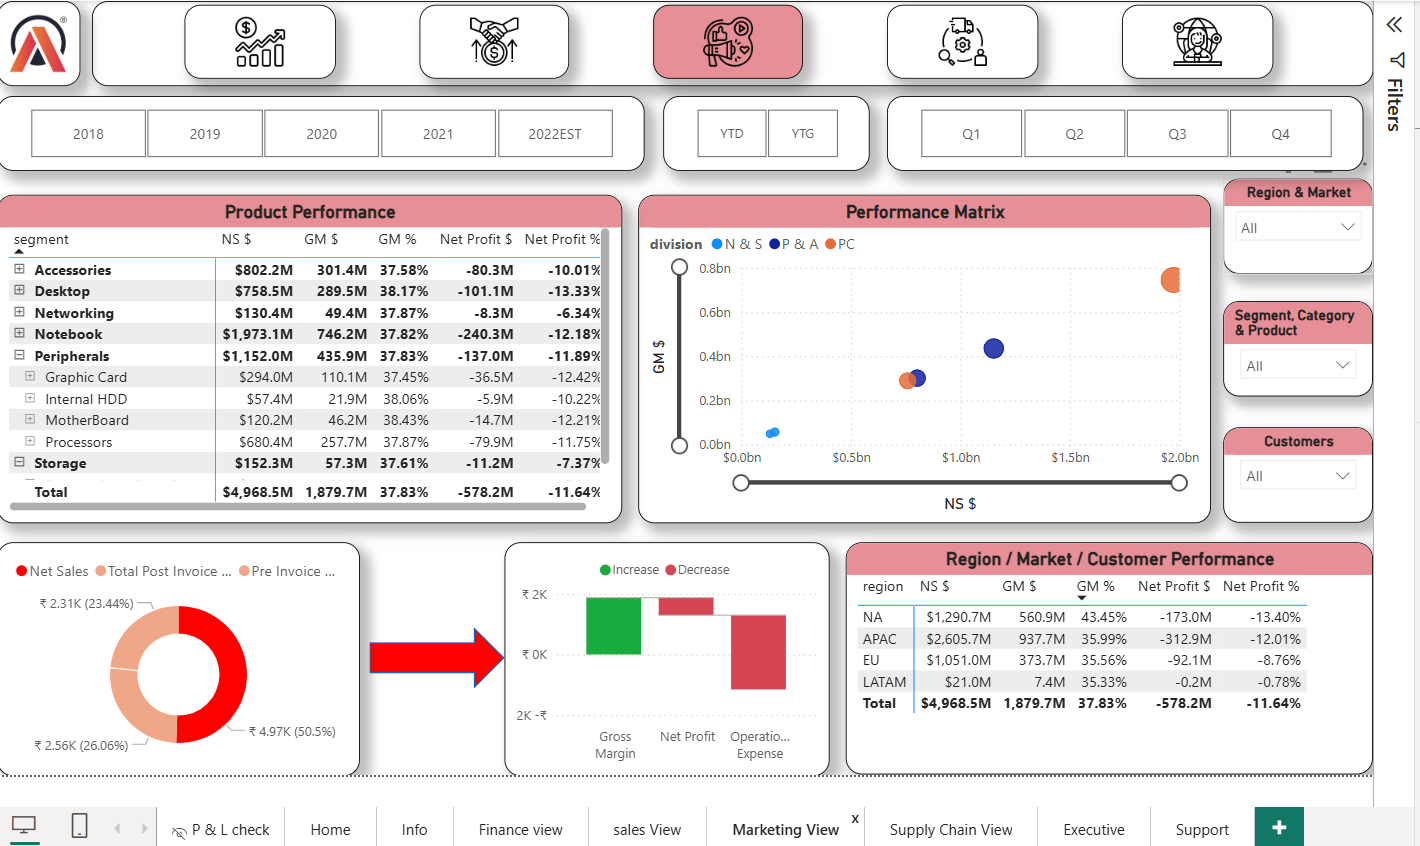 ®
Filters
2018 2019 2020 2021 2022EST YTD YTG Q1 Q2 Q3 Q4
Product Performance
segment NS $ GM $ GM % Net Profit $ Net Profit %
Accessories $802.2M 301.4M 37.58% -80.3M -10.01%
Desktop $758.5M 289.5M 38.17% -101.1M -13.33%
Networking $130.4M 49.4M 37.87% -8.3M -6.34%
Notebook $1,973.1M 746.2M 37.82% -240.3M -12.18%
Peripherals $1,152.0M 435.9M 37.83% -137.0M -11.89%
Graphic Card $294.0M 110.1M 37.45% -36.5M -12.42%
Internal HDD $57.4M 21.9M 38.06% -5.9M -10.22%
MotherBoard $120.2M 46.2M 38.43% -14.7M -12.21%
Processors $680.4M 257.7M 37.87% -79.9M -11.75%
Storage $152.3M 57.3M 37.61% -11.2M -7.37%
Total $4,968.5M 1,879.7M 37.83% -578.2M -11.64%
Performance Matrix
division N & S P & A PC
GM $
0.8bn
0.6bn
0.4bn
0.2bn
0.0bn
$0.0bn $0.5bn $1.0bn $1.5bn $2.0bn
NS $
Region & Market
All
Segment, Category
& Product
All
Customers
All
Net Sales Total Post Invoice ... Pre Invoice ...
₹ 2.31K (23.44%)
₹ 4.97K (50.5%)
₹ 2.56K (26.06%)
Increase Decrease
₹ 2K
₹ 0K
2K -₹
Gross
Margin
Net Profit
Operatio...
Expense
Region / Market / Customer Performance
region NS $ GM $ GM % Net Profit $ Net Profit %
NA $1,290.7M 560.9M 43.45% -173.0M -13.40%
APAC $2,605.7M 937.7M 35.99% -312.9M -12.01%
EU $1,051.0M 373.7M 35.56% -92.1M -8.76%
LATAM $21.0M 7.4M 35.33% -0.2M -0.78%
Total $4,968.5M 1,879.7M 37.83% -578.2M -11.64%
P & L check Home Info Finance view sales View Marketing View x Supply Chain View Executive Support +